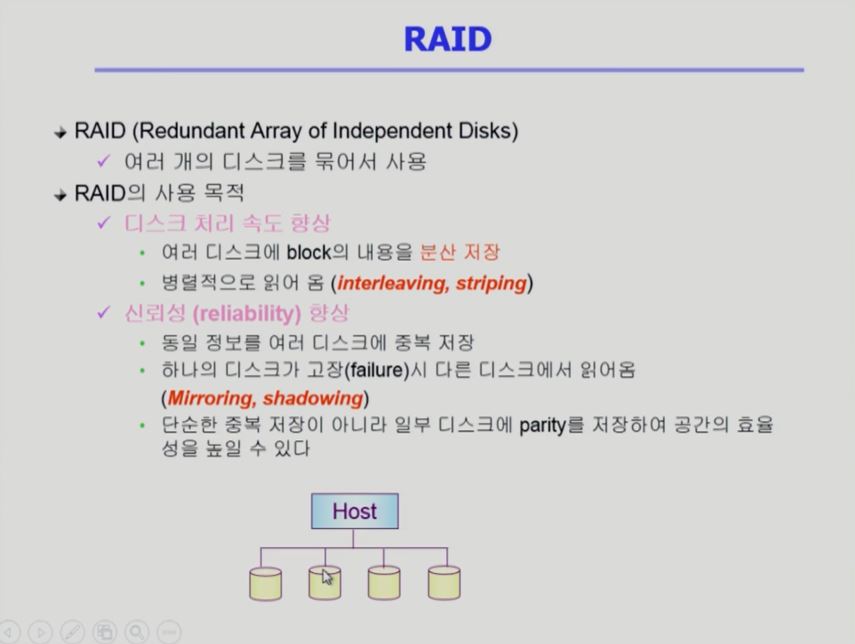 RAID
RAID (Redundant Array of Independent Disks)
여러 개의 디스크를 묶어서 사용
RAID의 사용 목적
디스크 처리 속도 향상
여러 디스크에 block의 내용을 분산 저장
병렬적으로 읽어 옴 (interleaving, striping)
신뢰성 (reliability) 향상
동일 정보를 여러 디스크에 중복 저장
하나의 디스크가 고장(failure)시 다른 디스크에서 읽어옴
(Mirroring, shadowing)
단순한 중복 저장이 아니라 일부 디스크에 parity를 저장하여 공간의 효율
성을 높일 수 있다
Host